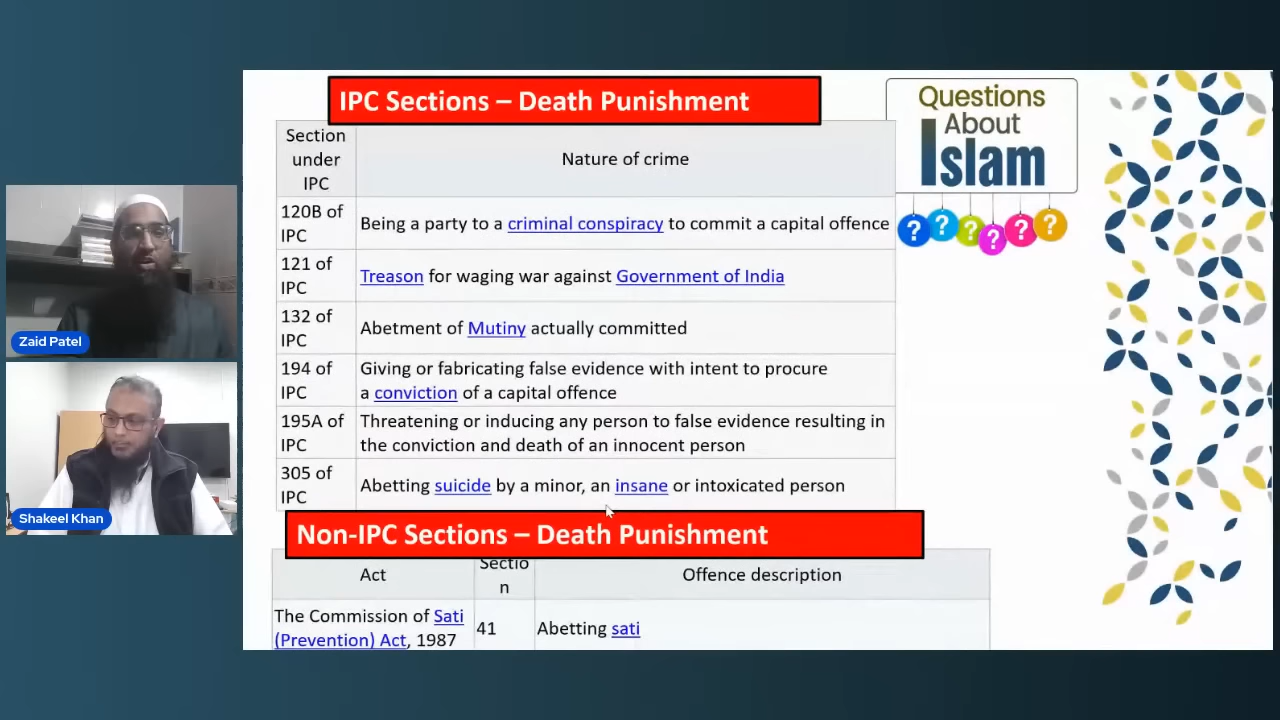 IPC Sections – Death Punishment
Section
under
IPC
Nature of crime
120B of
IPC
Being a party to a criminal conspiracy to commit a capital offence
121 of
IPC
Treason for waging war against Government of India
132 of
IPC
Abetment of Mutiny actually committed
194 of
IPC
Giving or fabricating false evidence with intent to procure
a conviction of a capital offence
195A of
IPC
Threatening or inducing any person to false evidence resulting in
the conviction and death of an innocent person
305 of
IPC
Abetting suicide by a minor, an insane or intoxicated person
Non-IPC Sections – Death Punishment
Act
Sectio
n
Offence description
The Commission of Sati
(Prevention) Act, 1987
41
Abetting sati
Questions
About
Islam
? ? ? ? ? ?
Zaid Patel
Shakeel Khan